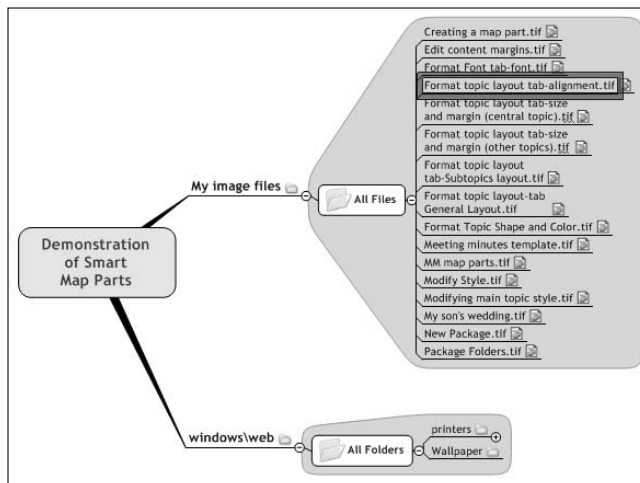 Creating a map part.tif
Edit content margins.tif
Format Font tab-font.tif
Format topic layout tab-alignment.tif
Format topic layout tab-size
and margin (central topic).tif
Format topic layout tab-size
and margin (other topics).tif
Format topic layout
tab-Subtopics layout.tif
Format topic layout-tab
General Layout.tif
Format Topic Shape and Color.tif
Meeting minutes template.tif
MM map parts.tif
Modify Style.tif
Modifying main topic style.tif
My son's wedding.tif
New Package.tif
Package Folders.tif
My image files
All Files
Demonstration
of Smart
Map Parts
windows\web
All Folders
printers
Wallpaper